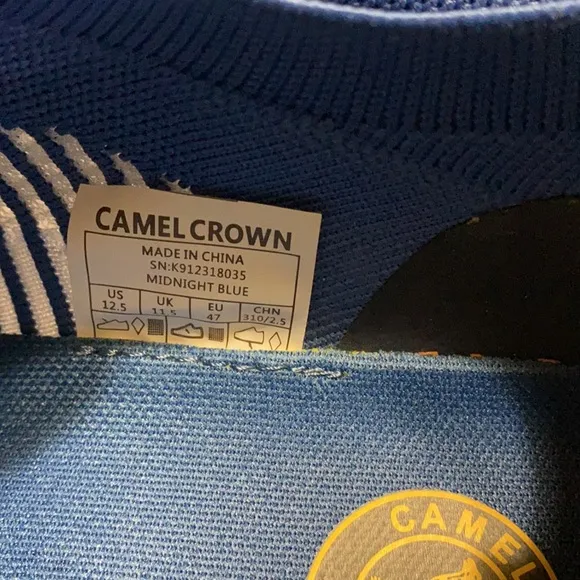 CAMEL CROWN
MADE IN CHINA
SN:K912318035
MIDNIGHT BLUE
US UK EU CHN
12.5 11.5 47 310/2.5
CAMEL